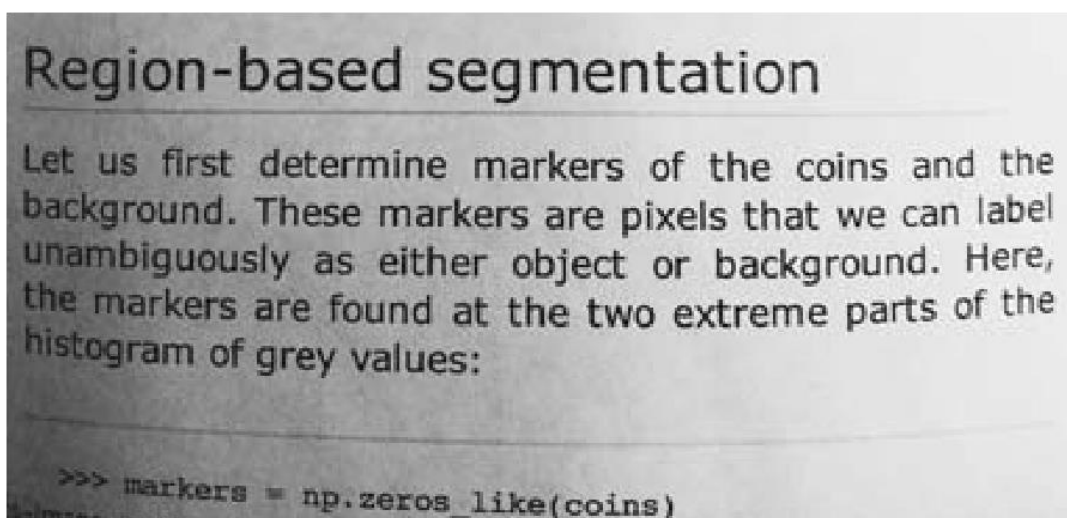 Region-based segmentation
Let us first determine markers of the coins and the
background. These markers are pixels that we can label
unambiguously as either object or background. Here,
the markers are found at the two extreme parts of the
histogram of grey values:
>>> markers = np.zeros_like(coins)